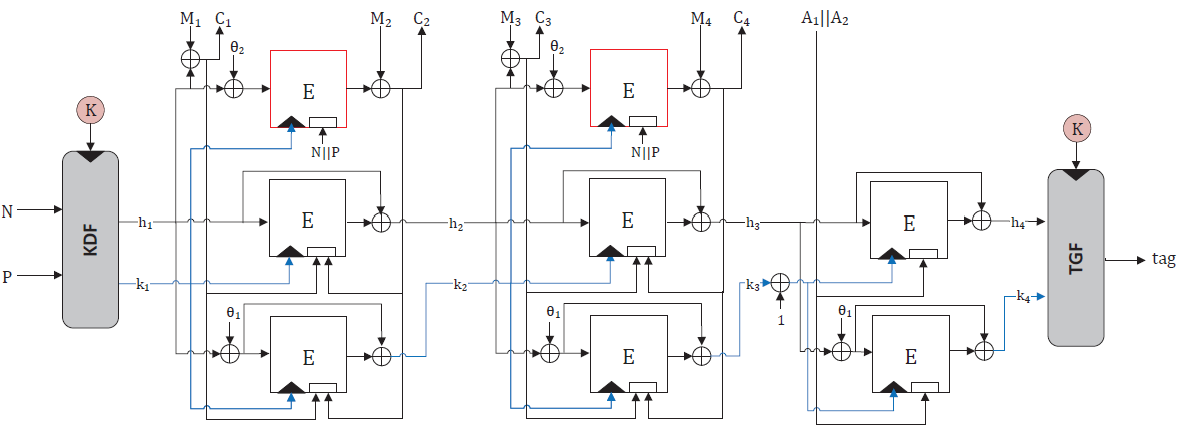 M₁ C₁ M₂ C₂ M₃ C₃ M₄ C₄ A₁||A₂
θ₂ θ₂
E E
K K
N||P N||P
N h₁ E h₂ E h₃ E h₄
KDF TGF tag
P k₁ k₂ k₃ k₄
1
θ₁ θ₁ θ₁
E E E